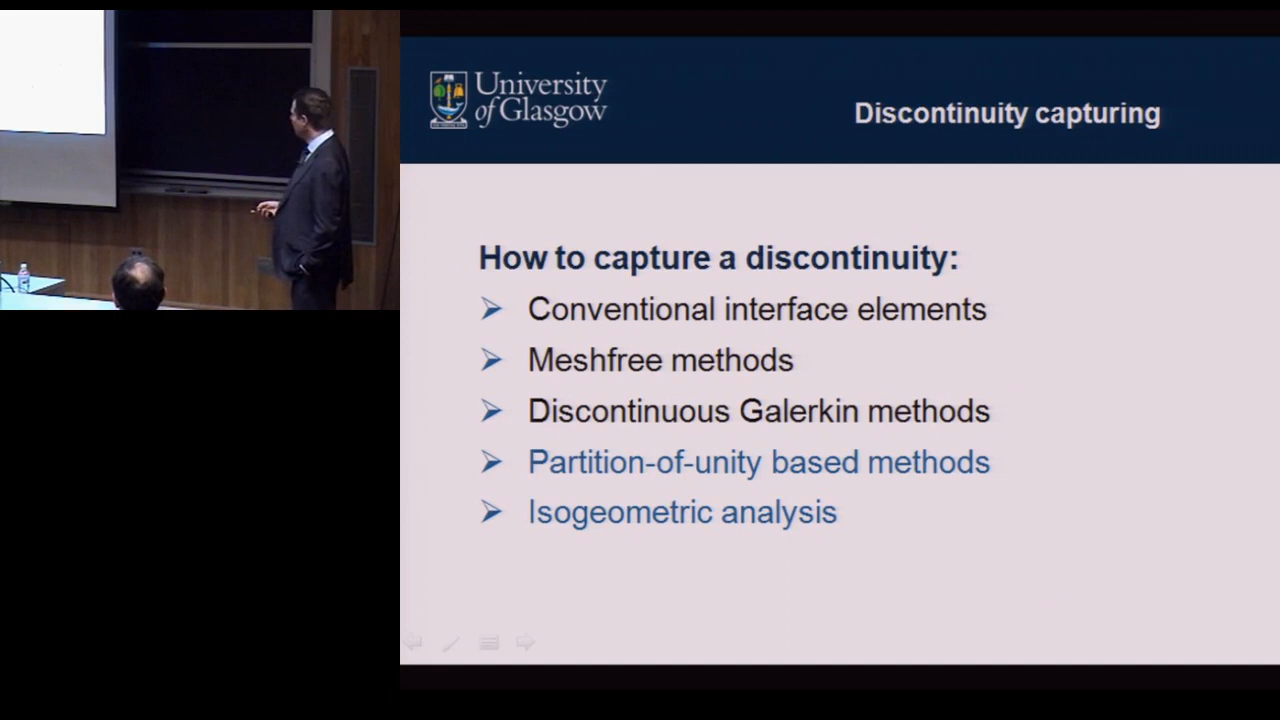 University
of Glasgow
Discontinuity capturing
How to capture a discontinuity:
Conventional interface elements
Meshfree methods
Discontinuous Galerkin methods
Partition-of-unity based methods
Isogeometric analysis